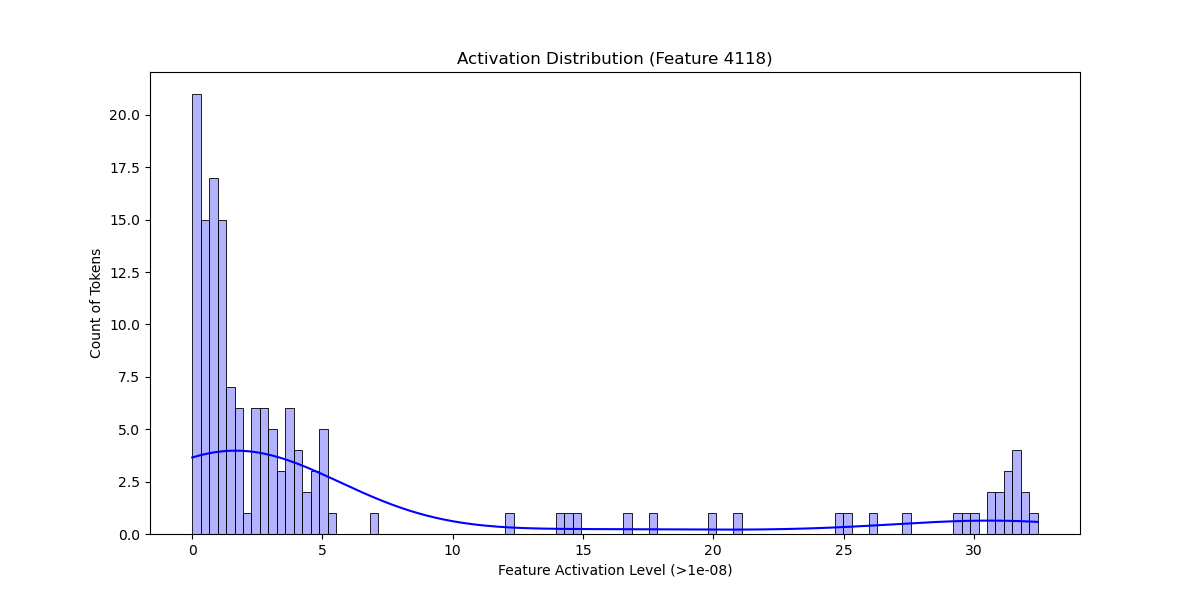 Activation Distribution (Feature 4118)
20.0
17.5
15.0
12.5
10.0
7.5
5.0
2.5
0.0
Count of Tokens
0 5 10 15 20 25 30
Feature Activation Level (>1e-08)